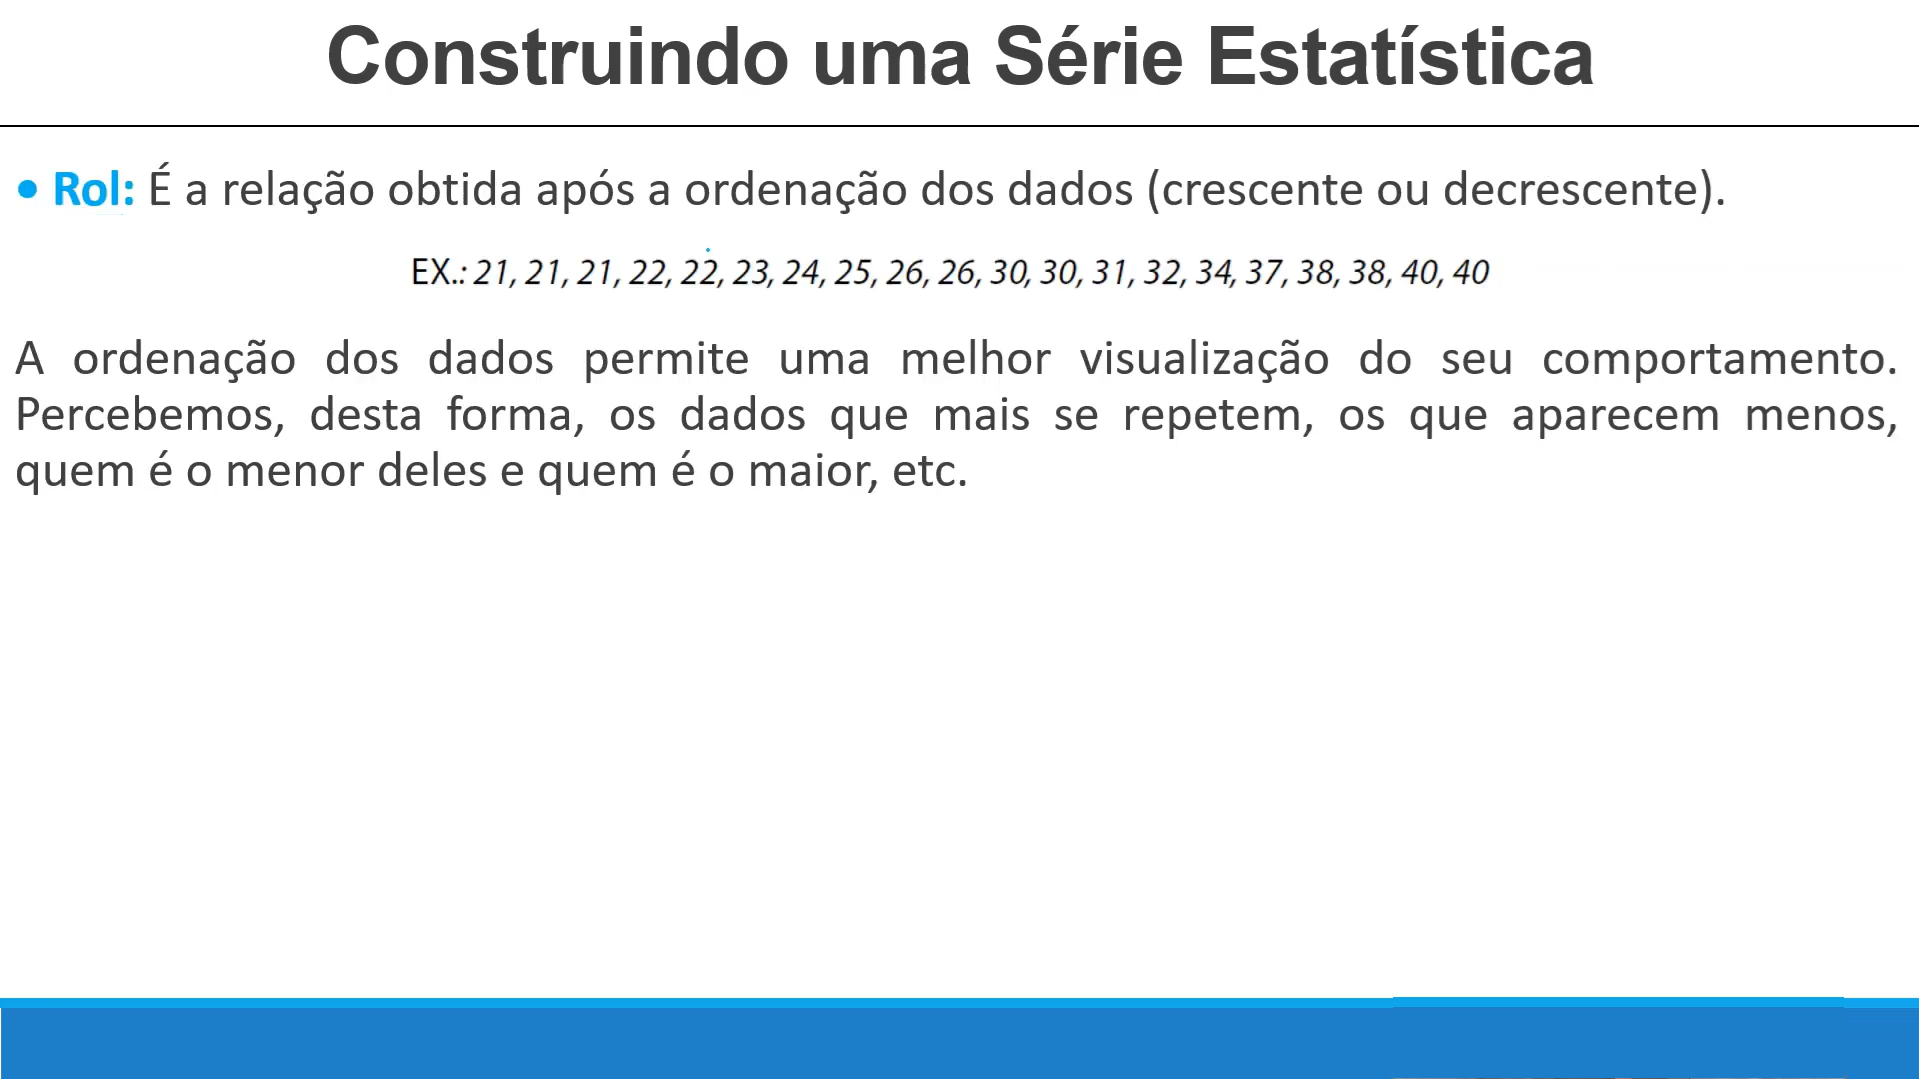 Construindo uma Série Estatística
• Rol: É a relação obtida após a ordenação dos dados (crescente ou decrescente).
EX.: 21, 21, 21, 22, 22, 23, 24, 25, 26, 26, 30, 30, 31, 32, 34, 37, 38, 38, 40, 40
A ordenação dos dados permite uma melhor visualização do seu comportamento.
Percebemos, desta forma, os dados que mais se repetem, os que aparecem menos,
quem é o menor deles e quem é o maior, etc.